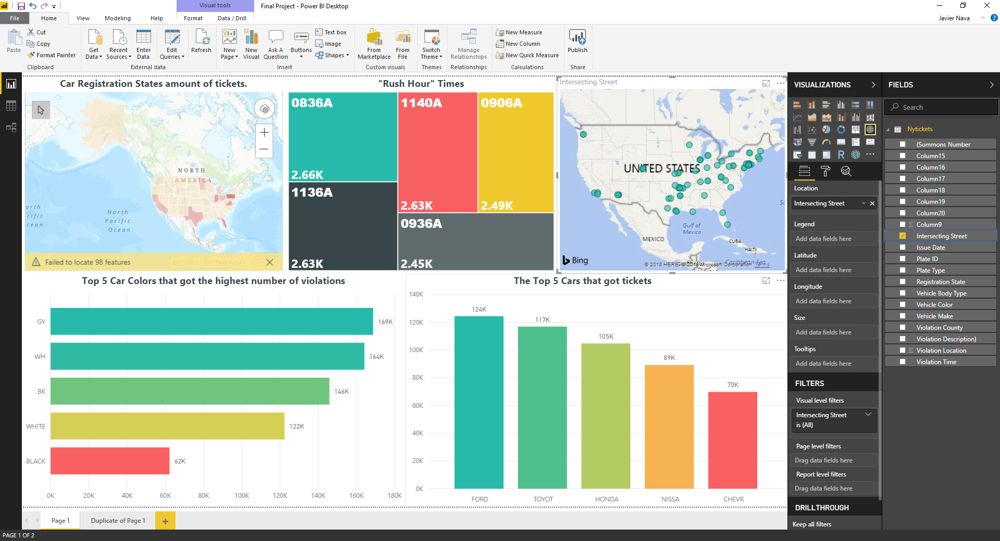 Visual tools
Final Project - Power BI Desktop
File
Home
View
Modeling
Help
Format
Data / Drill
Javier Nava
?
Paste
Cut
Copy
Format Painter
Clipboard
Get Data
Recent Sources
Enter Data
Edit Queries
Refresh
External data
New Page
New Visual
Ask A Question
Buttons
Text box
Image
Shapes
Insert
From Marketplace
From File
Custom visuals
Switch Theme
Themes
Manage Relationships
Relationships
New Measure
New Column
New Quick Measure
Calculations
Publish
Share
Car Registration States amount of tickets.
NORTH
AMERICA
North
Pacific
Ocean
orth
cific
cean
Failed to locate 98 features
Esri, USGS | Esri, FAO, NOAA
"Rush Hour" Times
0836A
2.66K
1136A
2.63K
1140A
2.63K
0906A
2.49K
0936A
2.45K
Intersecting Street
UNITED STATES
Gulf of
Mexico
MEXICO
CUBA
HAITI
Caribbean Sea
Bing
© 2018 HERE, © 2018 Microsoft Corporation Terms
Top 5 Car Colors that got the highest number of violations
GY
169K
WH
164K
BK
146K
WHITE
122K
BLACK
62K
0K 20K 40K 60K 80K 100K 120K 140K 160K 180K
The Top 5 Cars that got tickets
140K
120K
100K
80K
60K
40K
20K
0K
124K
117K
105K
89K
70K
FORD TOYOT HONDA NISSA CHEVR
VISUALIZATIONS
R
Location
Intersecting Street
Legend
Add data fields here
Latitude
Add data fields here
Longitude
Add data fields here
Size
Add data fields here
Tooltips
Add data fields here
FILTERS
Visual level filters
Intersecting Street
is (All)
Page level filters
Drag data fields here
Report level filters
Drag data fields here
DRILLTHROUGH
Keep all filters
FIELDS
Search
Nytickets
(Summons Number
Column15
Column16
Column17
Column18
Column19
Column20
Σ Column9
Intersecting Street
Issue Date
Plate ID
Plate Type
Registration State
Vehicle Body Type
Vehicle Color
Vehicle Make
Violation County
Violation Description)
Σ Violation Location
Violation Time
Page 1
Duplicate of Page 1
+
PAGE 1 OF 2